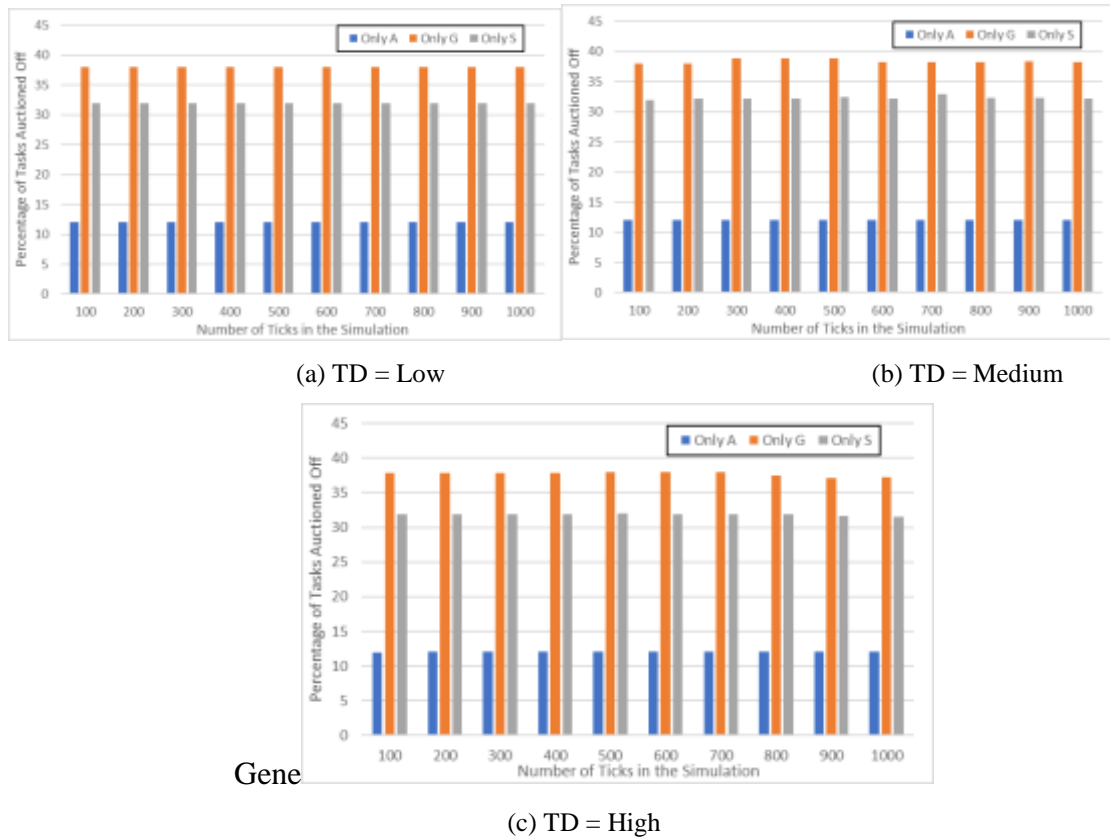 45
40
35
30
25
20
15
10
5
0
Percentage of Tasks Auctioned Off
Only A Only G Only S
100 200 300 400 500 600 700 800 900 1000
Number of Ticks in the Simulation
45
40
35
30
25
20
15
10
5
0
Percentage of Tasks Auctioned Off
Only A Only G Only S
100 200 300 400 500 600 700 800 900 1000
Number of Ticks in the Simulation
(a) TD = Low
(b) TD = Medium
45
40
35
30
25
20
15
10
5
0
Percentage of Tasks Auctioned Off
Only A Only G Only S
100 200 300 400 500 600 700 800 900 1000
Number of Ticks in the Simulation
Gene
(c) TD = High